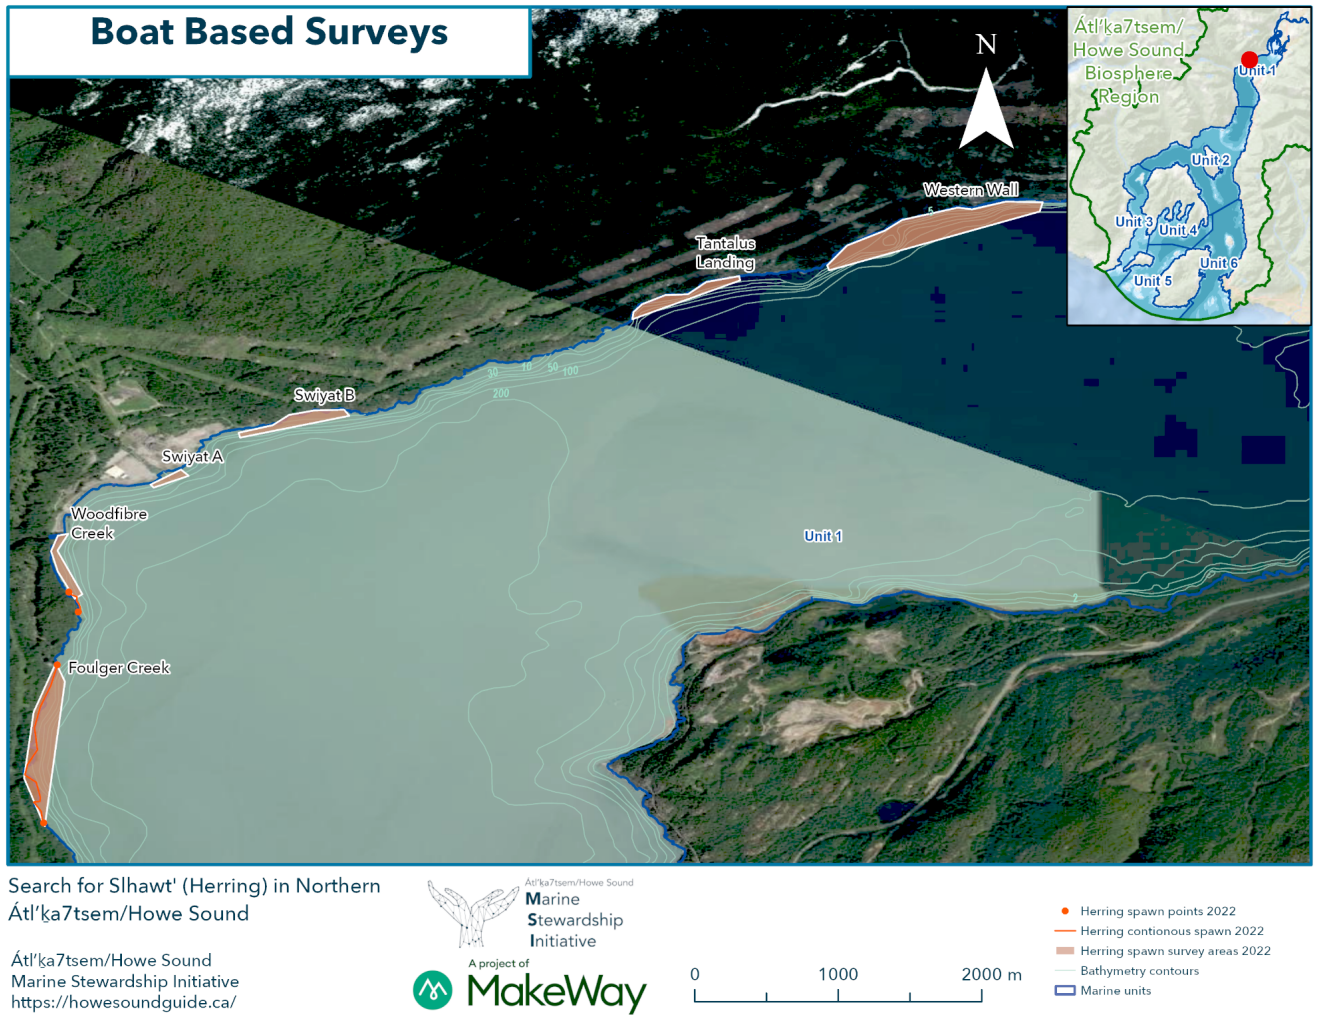 Boat Based Surveys
N
Átl'ḵa7tsem/
Howe Sound
Biosphere
Region
Unit 1
Unit 2
Unit 3
Unit 4
Unit 6
Unit 5
Western Wall
5
Tantalus
Landing
30
10
50
100
200
Swiyat B
Swiyat A
Woodfibre
Creek
Unit 1
2
Foulger Creek
Search for Slhawt' (Herring) in Northern
Átl'ḵa7tsem/Howe Sound
Átl'ḵa7tsem/Howe Sound
Marine Stewardship Initiative
https://howesoundguide.ca/
Átl'ḵa7tsem/Howe Sound
Marine
Stewardship
Initiative
A project of
MakeWay
0 1000 2000 m
Herring spawn points 2022
Herring contionous spawn 2022
Herring spawn survey areas 2022
Bathymetry contours
Marine units